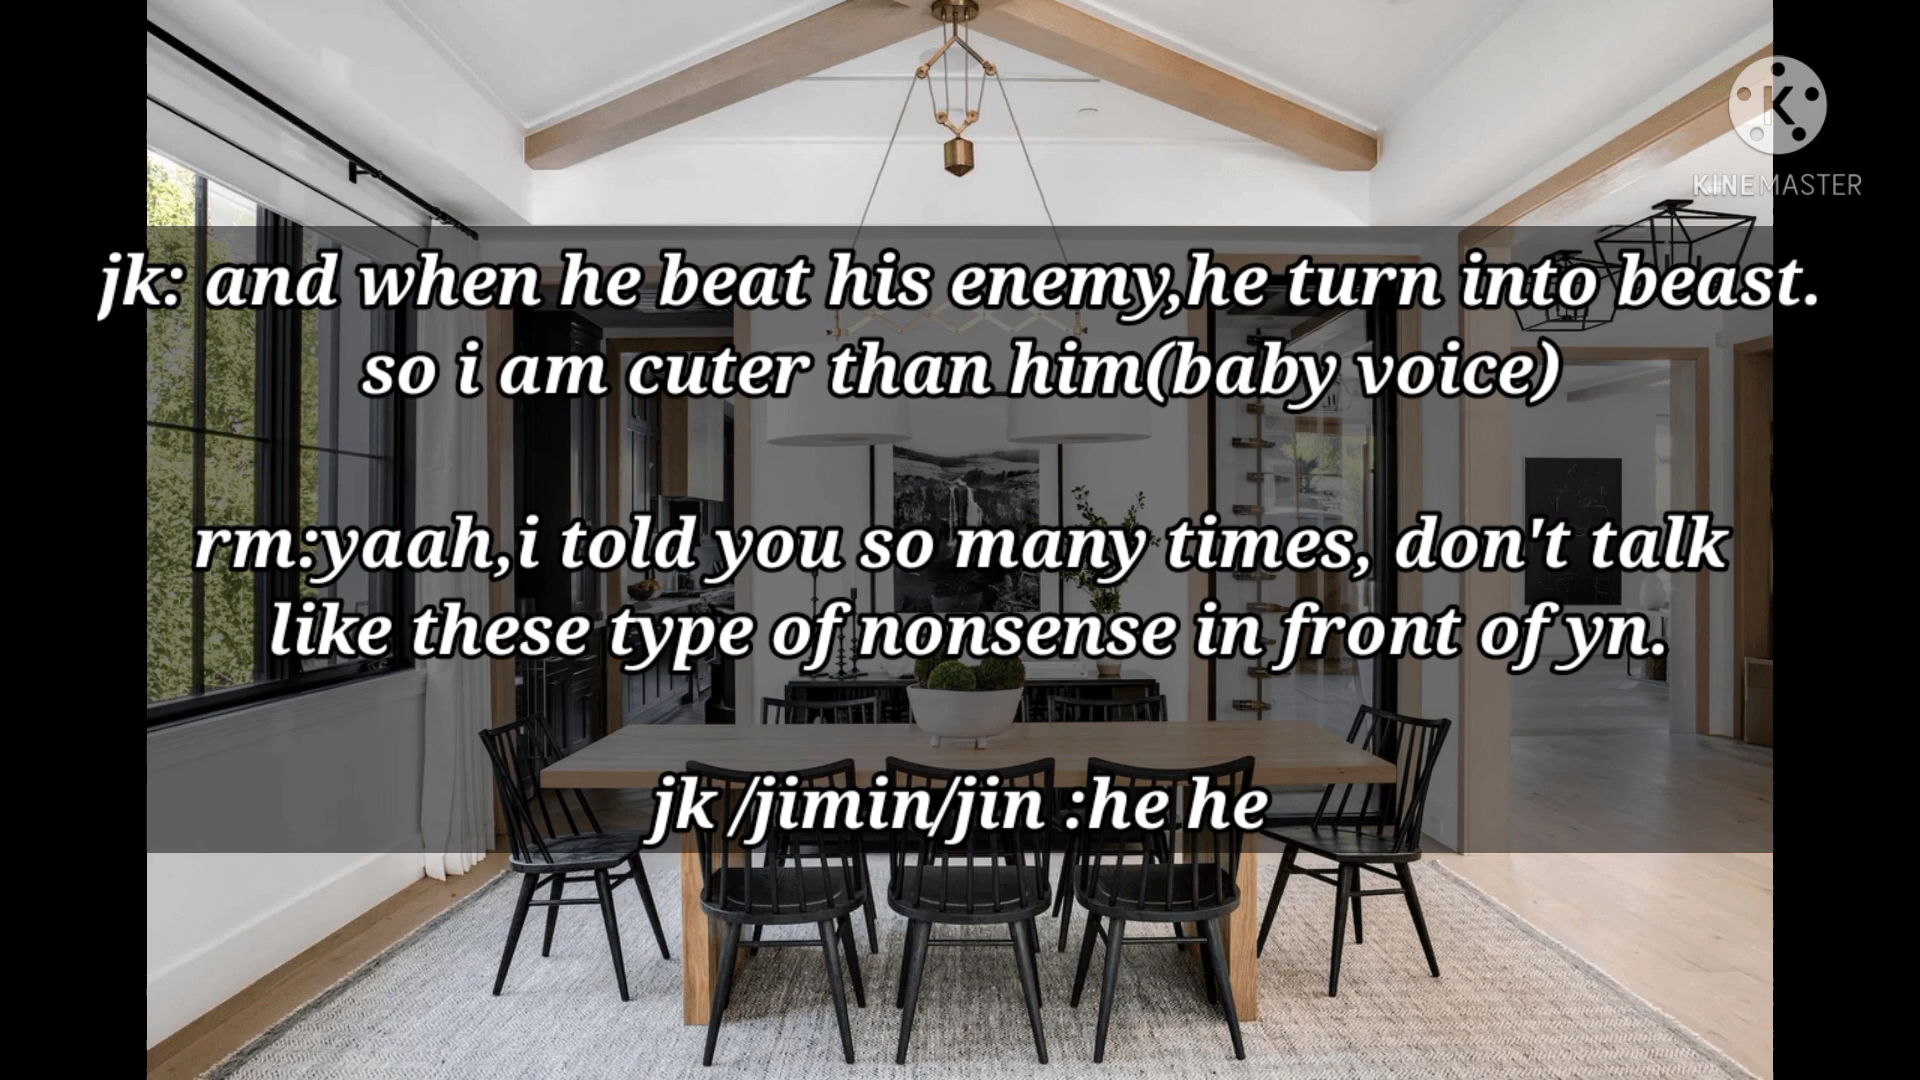 KINEMASTER
jk: and when he beat his enemy,he turn into beast.
so i am cuter than him(baby voice)
rm:yaah,i told you so many times, don't talk
like these type of nonsense in front of yn.
jk /jimin/jin :he he